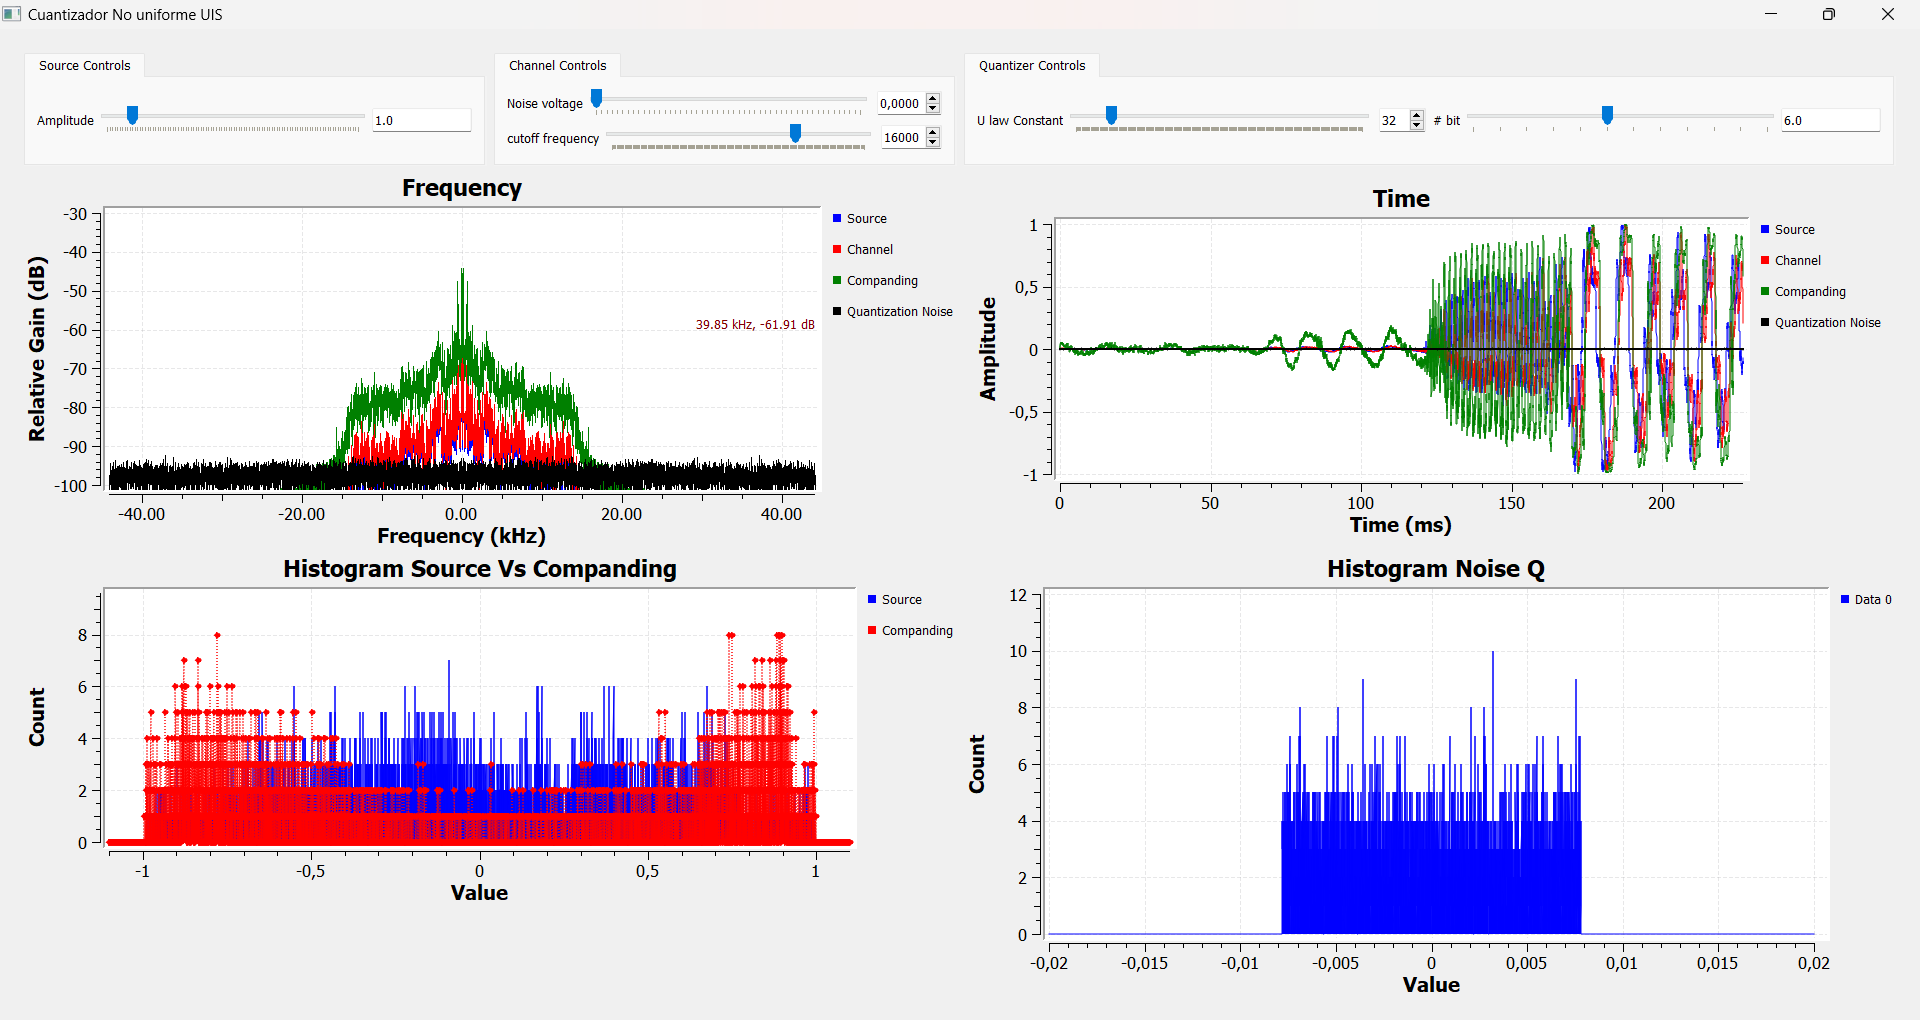 Cuantizador No uniforme UIS
Source Controls
Amplitude
1.0
Channel Controls
Noise voltage
0,0000
cutoff frequency
16000
Quantizer Controls
U law Constant
32
# bit
6.0
Frequency
Relative Gain (dB)
-30
-40
-50
-60
-70
-80
-90
-100
39.85 kHz, -61.91 dB
-40.00
-20.00
0.00
20.00
40.00
Frequency (kHz)
Source
Channel
Companding
Quantization Noise
Time
Amplitude
1
0,5
0
-0,5
-1
0
50
100
150
200
Time (ms)
Source
Channel
Companding
Quantization Noise
Histogram Source Vs Companding
Count
8
6
4
2
0
-1
-0,5
0
0,5
1
Value
Source
Companding
Histogram Noise Q
Count
12
10
8
6
4
2
0
-0,02
-0,015
-0,01
-0,005
0
0,005
0,01
0,015
0,02
Value
Data 0